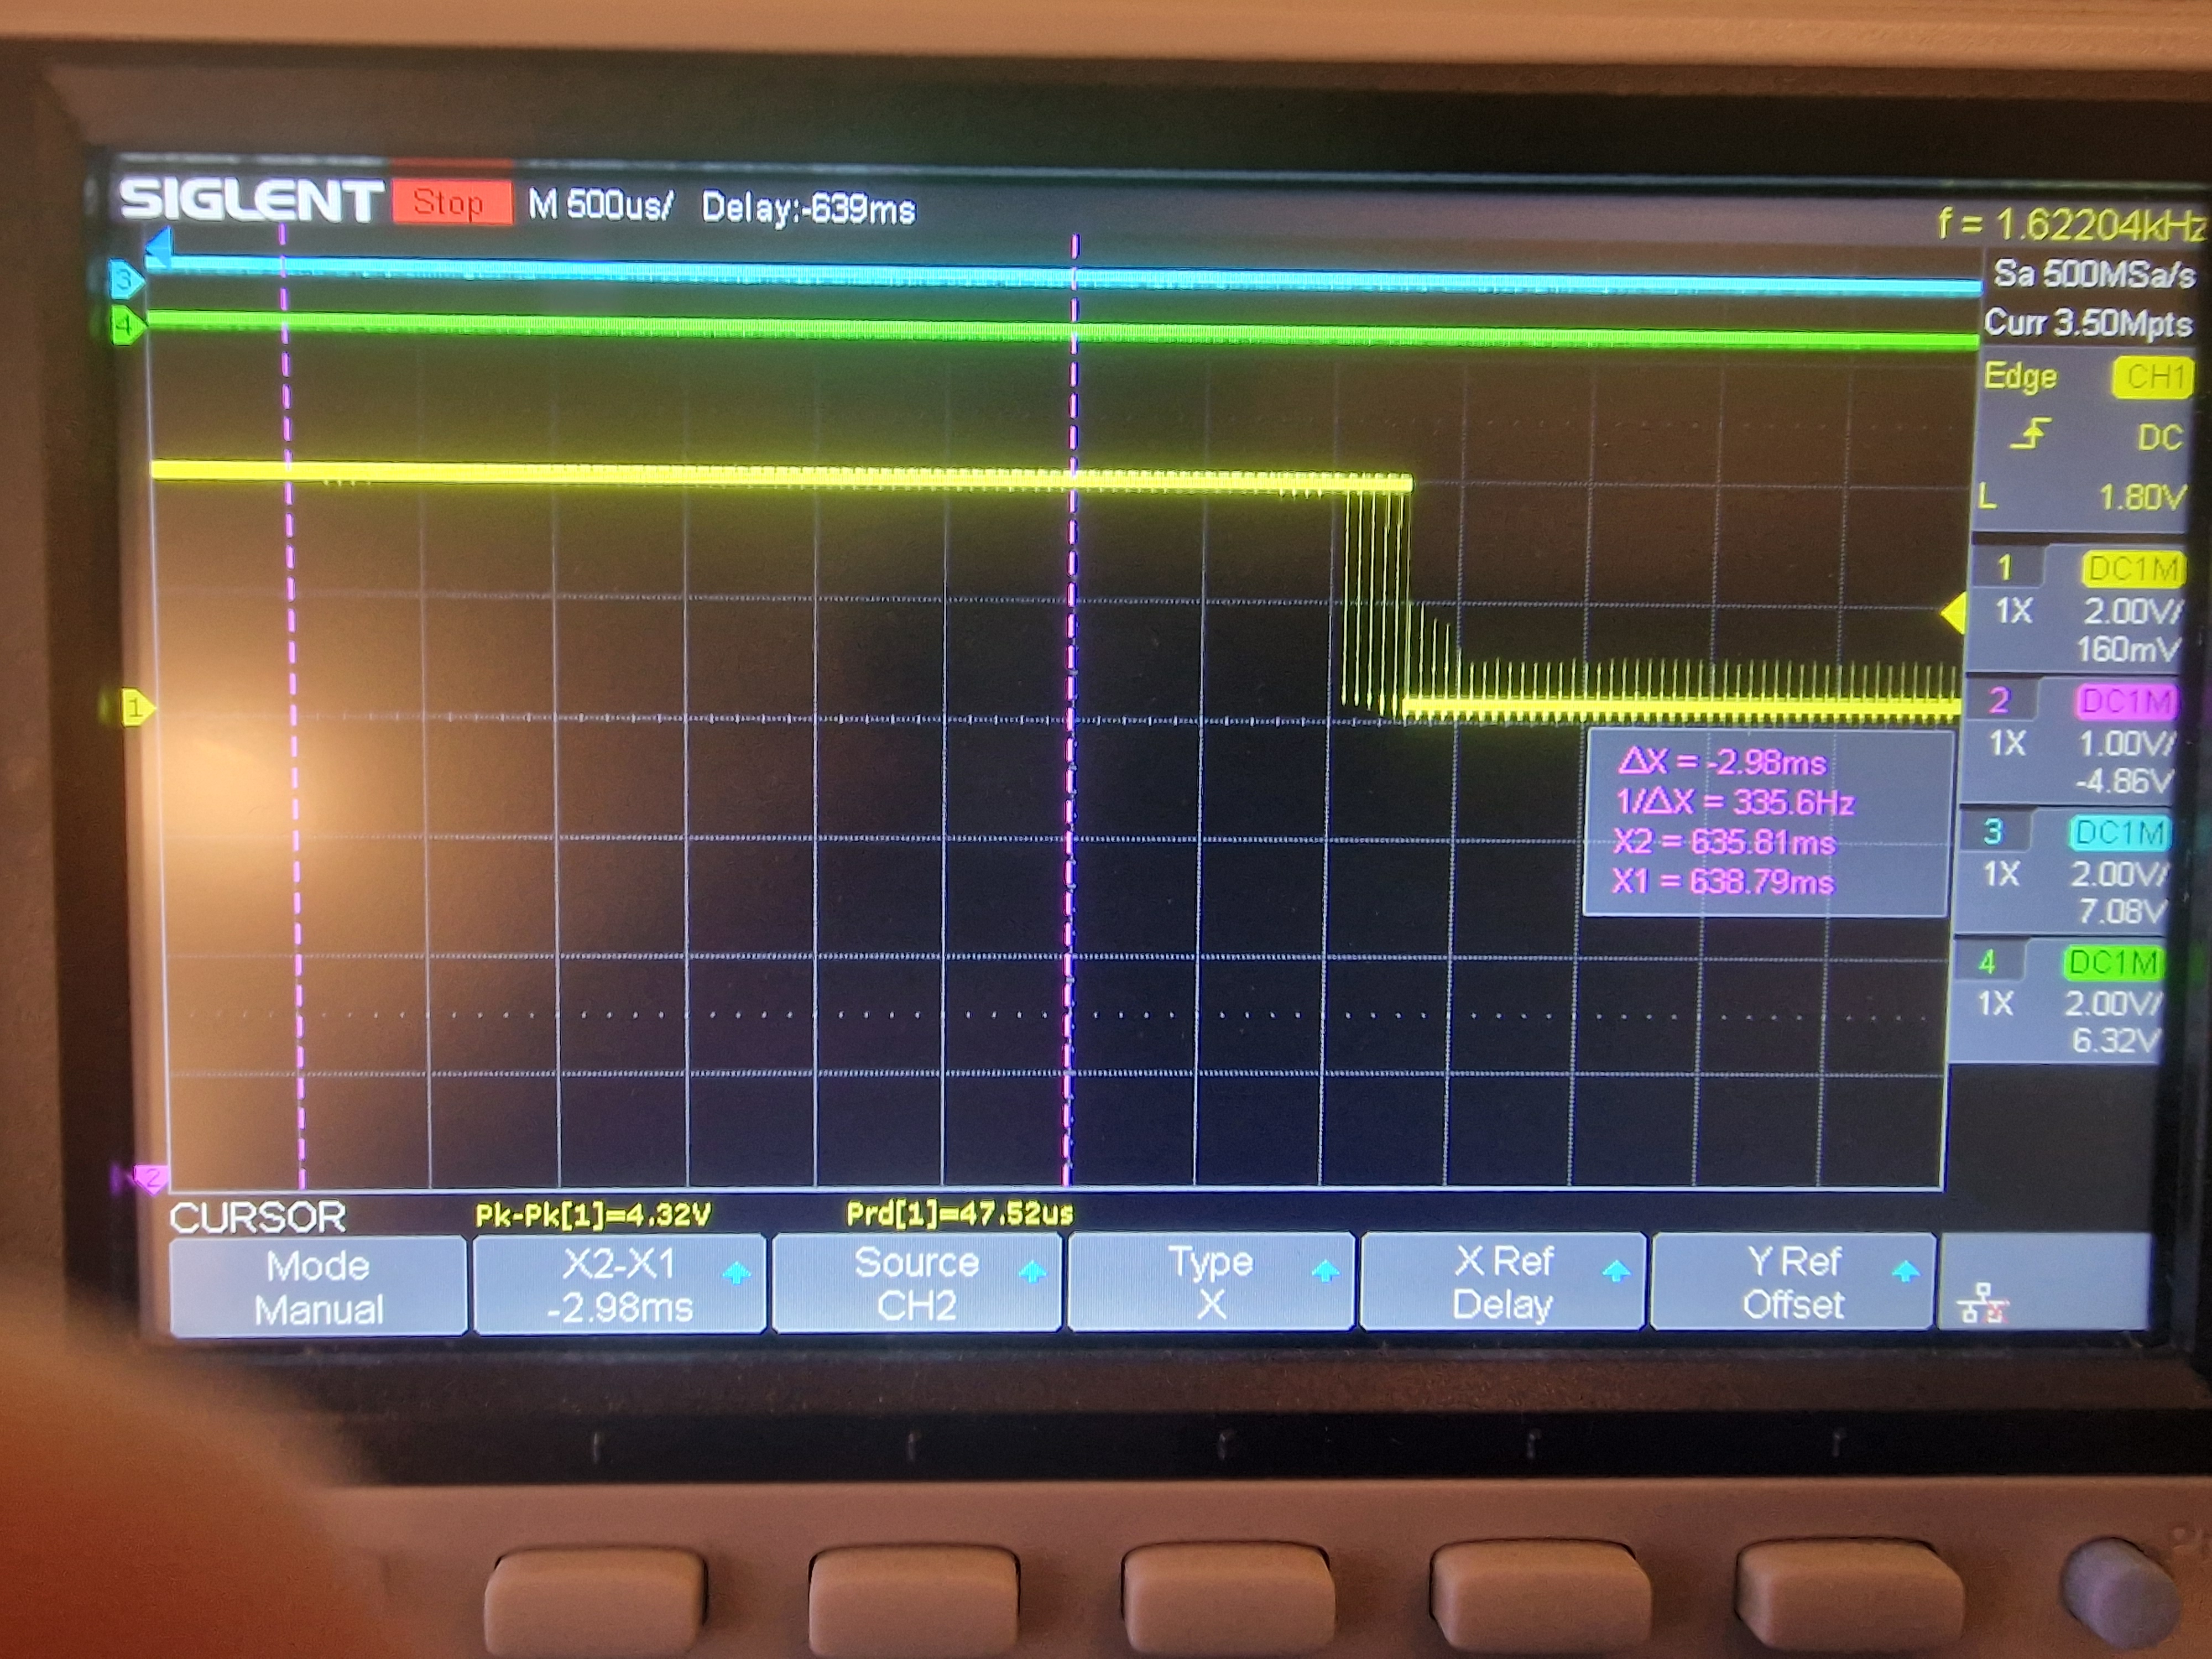 SIGLENT Stop M 500us/ Delay:-639ms
f = 1.62204kHz
Sa 500MSa/s
Curr 3.50Mpts
Edge CH1
DC
L 1.80V
1 DC1M
1X 2.00V/
160mV
2 DC1M
1X 1.00V/
-4.86V
3 DC1M
1X 2.00V/
7.08V
4 DC1M
1X 2.00V/
6.32V
3
4
1
2
ΔX = -2.98ms
1/ΔX = 335.6Hz
X2 = 635.81ms
X1 = 638.79ms
CURSOR Pk-Pk[1]=4.32V Prd[1]=47.52us
Mode X2-X1 Source Type X Ref Y Ref
Manual -2.98ms CH2 X Delay Offset